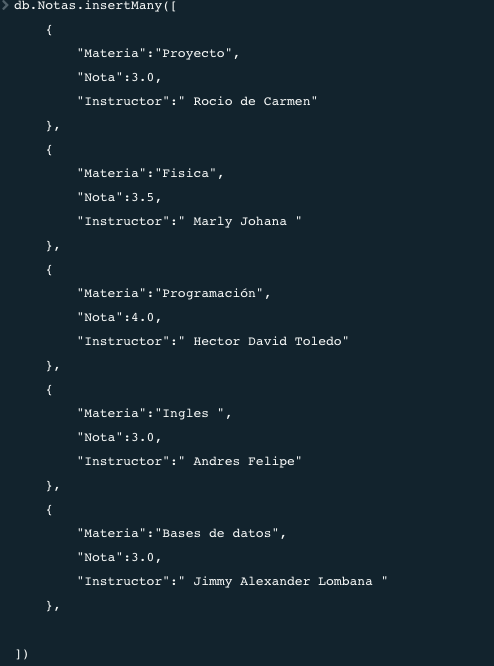 > db.Notas.insertMany([
{
"Materia":"Proyecto",
"Nota":3.0,
"Instructor":" Rocio de Carmen"
},
{
"Materia":"Fisica",
"Nota":3.5,
"Instructor":" Marly Johana "
},
{
"Materia":"Programación",
"Nota":4.0,
"Instructor":" Hector David Toledo"
},
{
"Materia":"Ingles ",
"Nota":3.0,
"Instructor":" Andres Felipe"
},
{
"Materia":"Bases de datos",
"Nota":3.0,
"Instructor":" Jimmy Alexander Lombana "
},
])